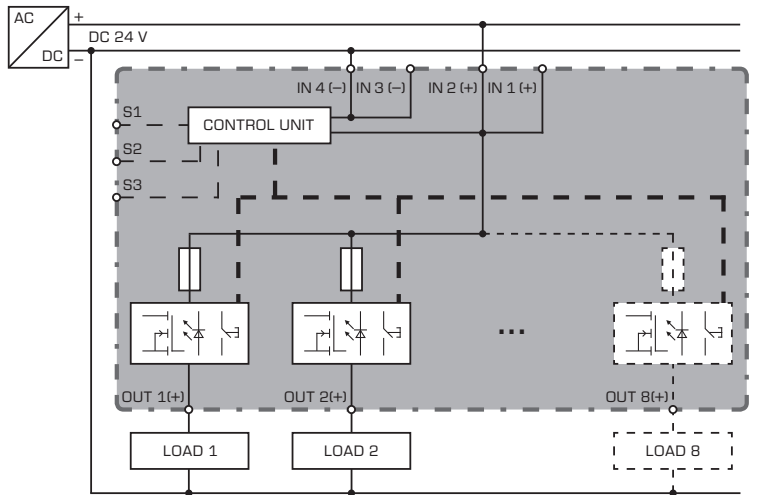 AC
+
DC 24 V
DC
–
IN 4 (–) IN 3 (–) IN 2 (+) IN 1 (+)
S1
CONTROL UNIT
S2
S3
...
OUT 1(+) OUT 2(+) OUT 8(+)
LOAD 1 LOAD 2 LOAD 8